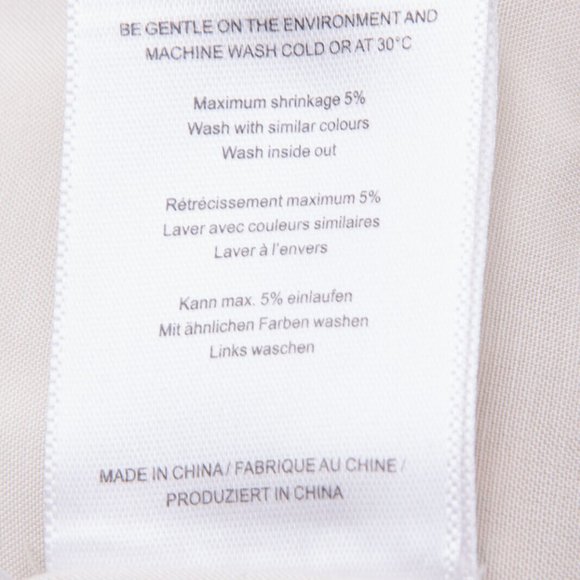 BE GENTLE ON THE ENVIRONMENT AND
MACHINE WASH COLD OR AT 30°C
Maximum shrinkage 5%
Wash with similar colours
Wash inside out
Rétrécissement maximum 5%
Laver avec couleurs similaires
Laver à l'envers
Kann max. 5% einlaufen
Mit ähnlichen Farben washen
Links waschen
MADE IN CHINA / FABRIQUE AU CHINE /
PRODUZIERT IN CHINA